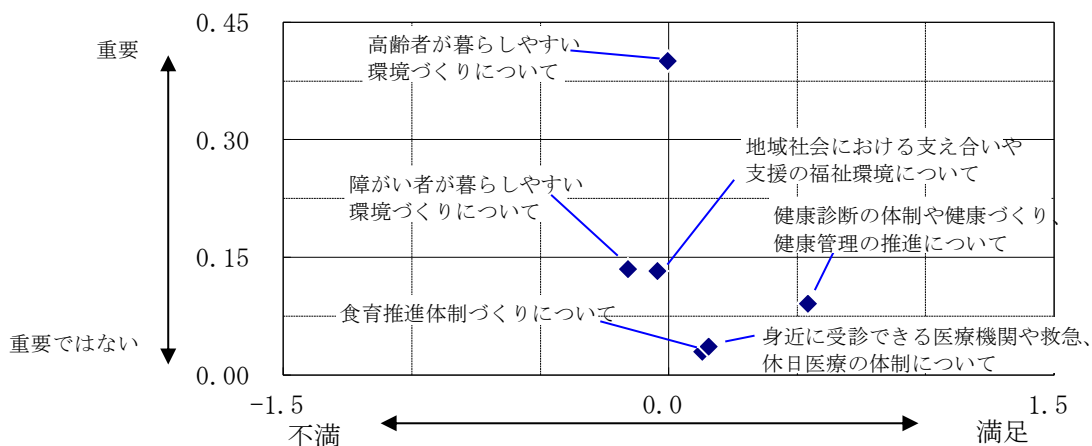 0.45
重要
高齢者が暮らしやすい
環境づくりについて
0.30
地域社会における支え合いや
支援の福祉環境について
障がい者が暮らしやすい
環境づくりについて
健康診断の体制や健康づくり、
健康管理の推進について
0.15
食育推進体制づくりについて
身近に受診できる医療機関や救急、
休日医療の体制について
重要ではない
0.00
-1.5
0.0
1.5
不満
満足